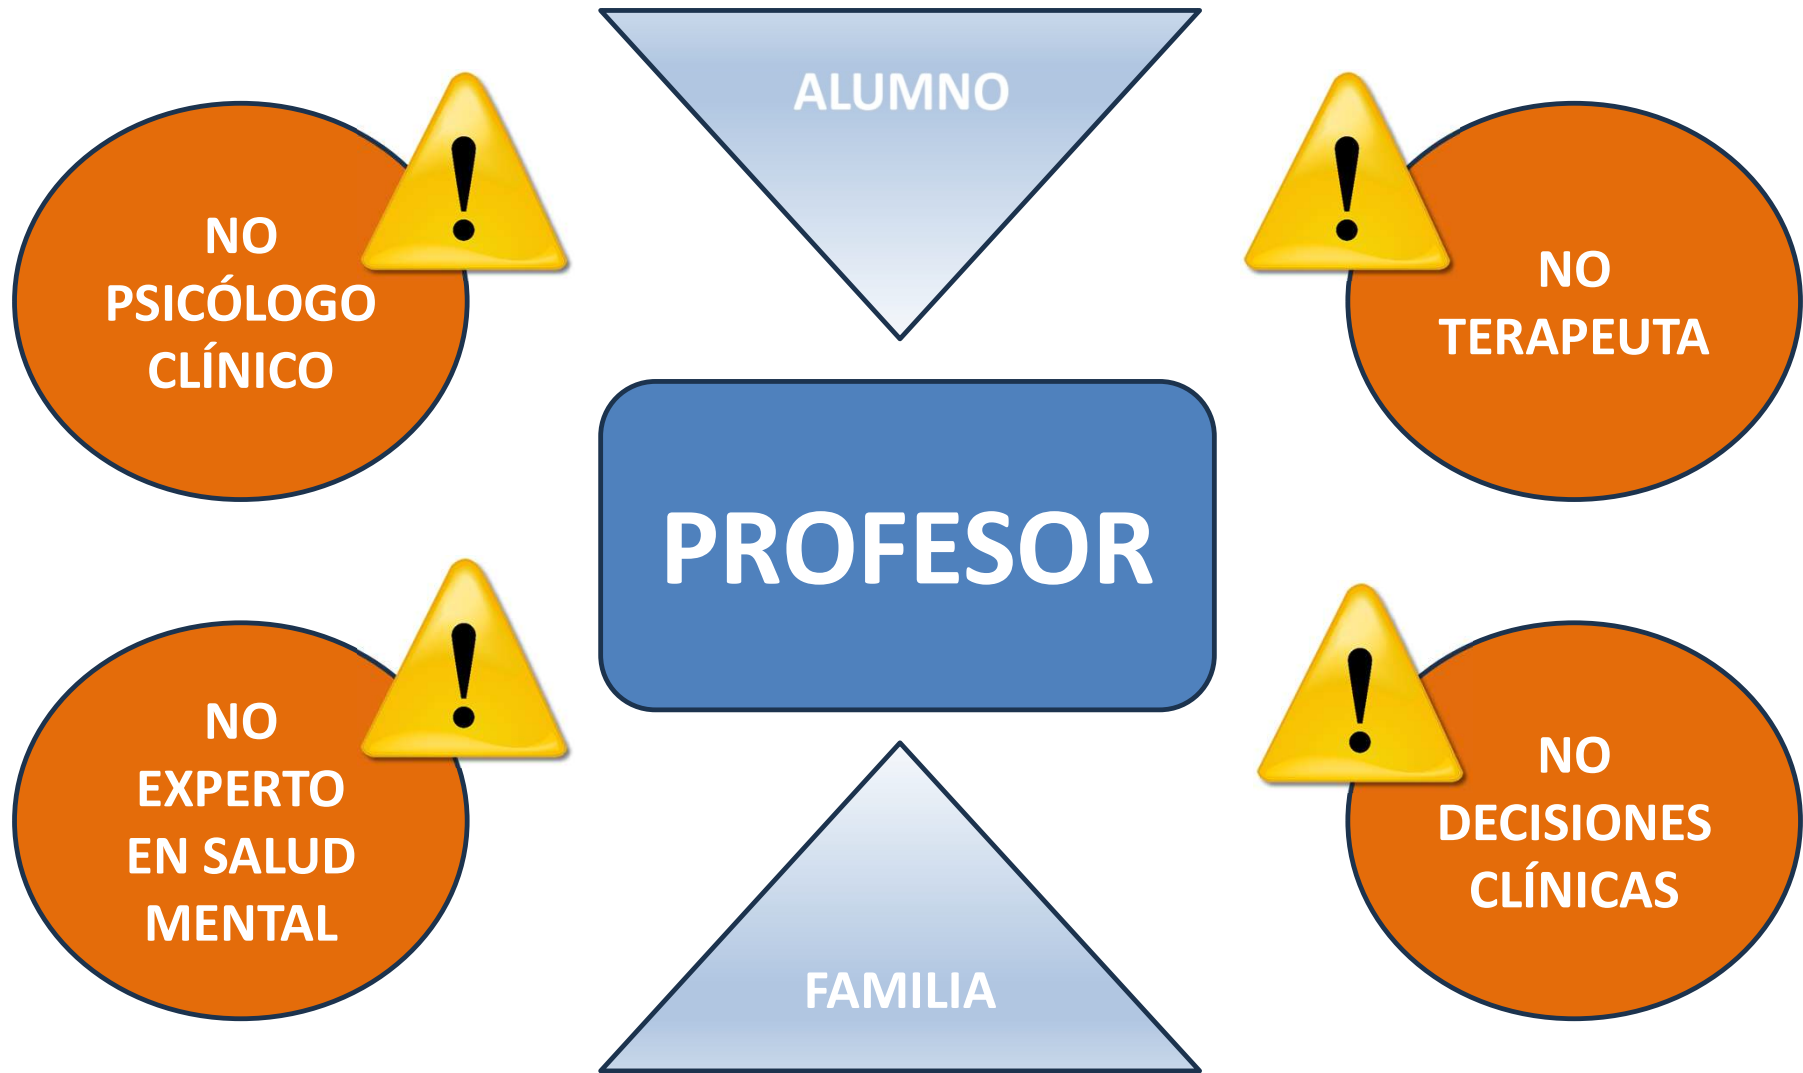 ALUMNO
NO
PSICÓLOGO
CLÍNICO
NO
TERAPEUTA
PROFESOR
NO
EXPERTO
EN SALUD
MENTAL
NO
DECISIONES
CLÍNICAS
FAMILIA